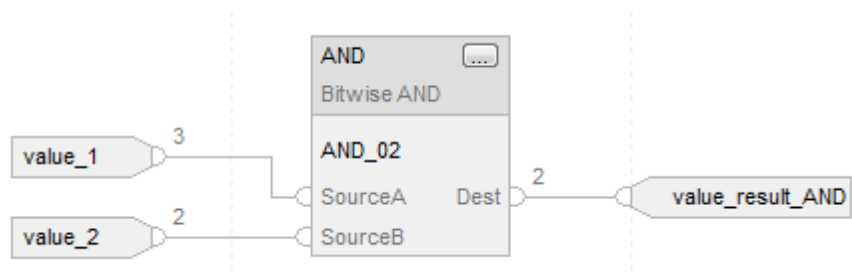 AND ...
Bitwise AND
value_1 3
AND_02
SourceA Dest 2 value_result_AND
value_2 2
SourceB